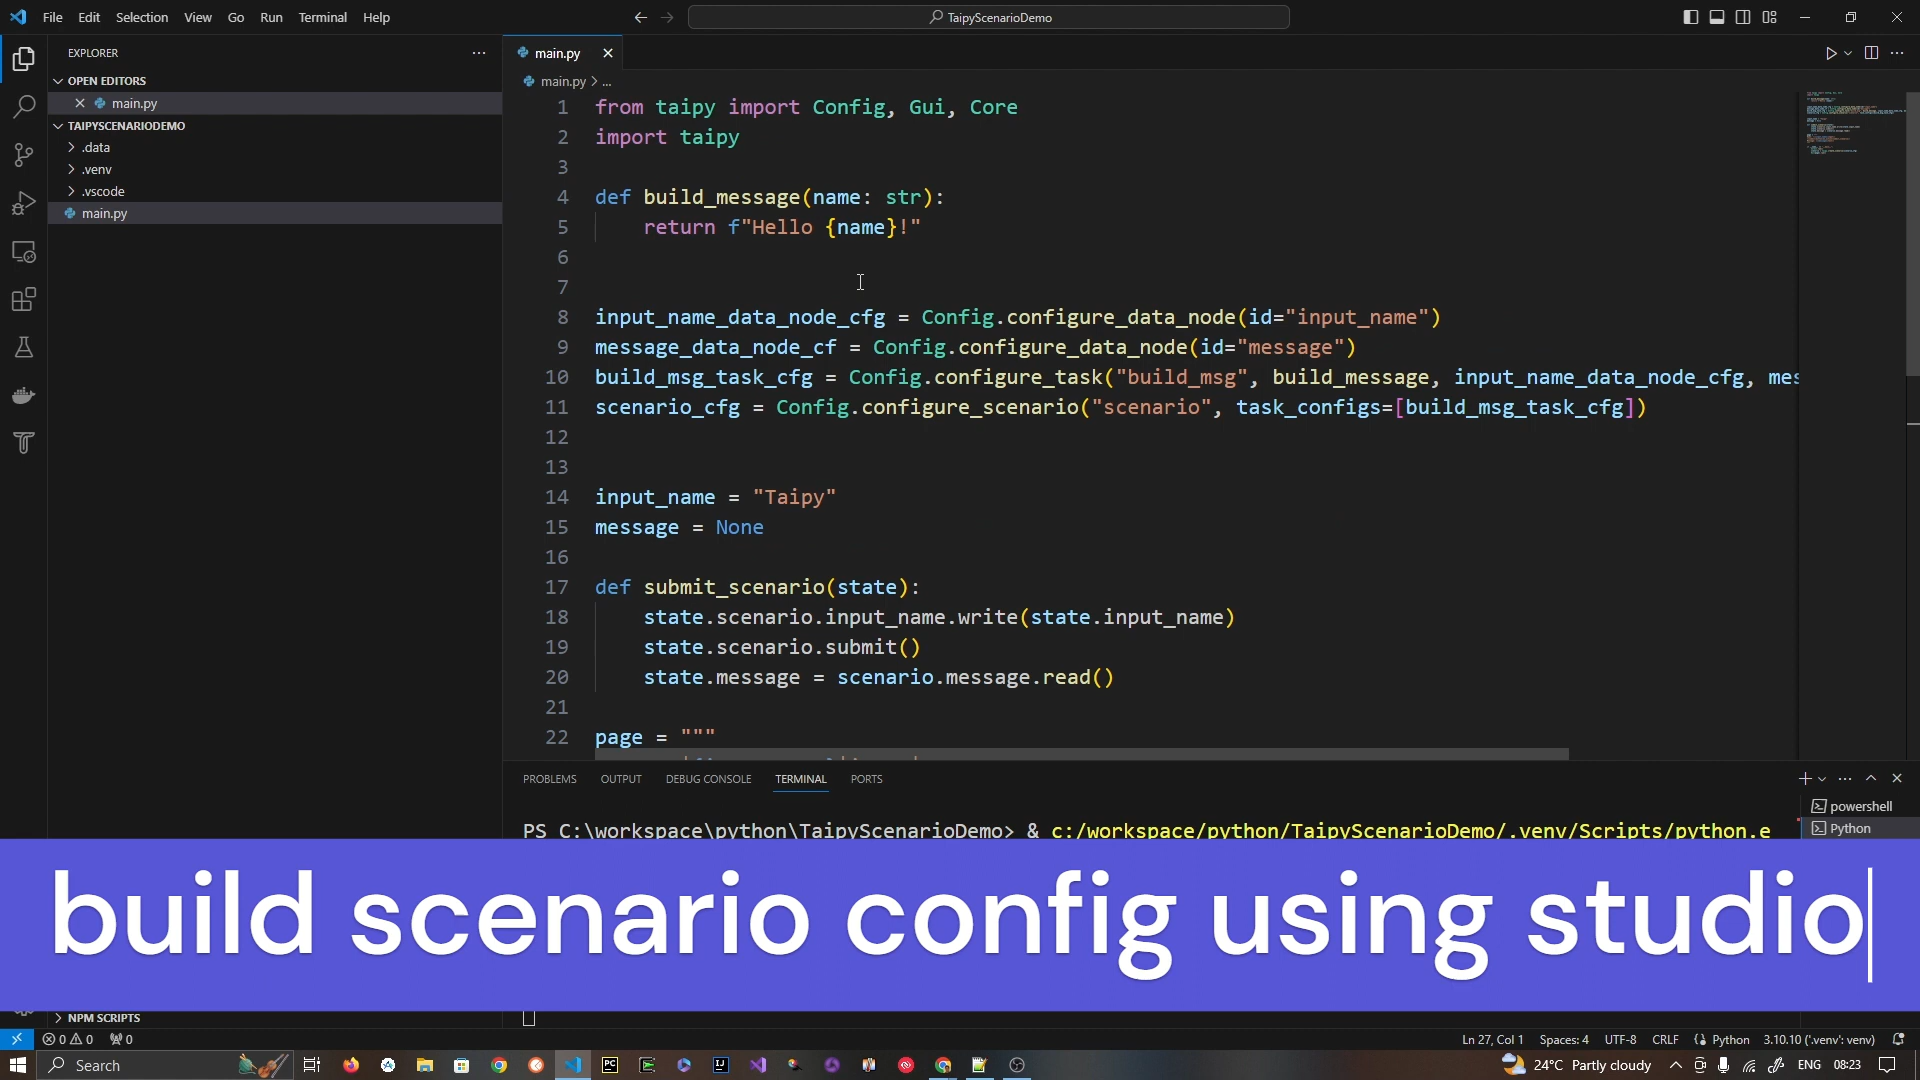 File Edit Selection View Go Run Terminal Help
TaipyScenarioDemo
EXPLORER
OPEN EDITORS
main.py
TAIPYSCENARIODEMO
.data
.venv
.vscode
main.py
main.py
main.py > ...
1 from taipy import Config, Gui, Core
2 import taipy
3
4 def build_message(name: str):
5 return f"Hello {name}!"
6
7
8 input_name_data_node_cfg = Config.configure_data_node(id="input_name")
9 message_data_node_cf = Config.configure_data_node(id="message")
10 build_msg_task_cfg = Config.configure_task("build_msg", build_message, input_name_data_node_cfg, mes
11 scenario_cfg = Config.configure_scenario("scenario", task_configs=[build_msg_task_cfg])
12
13
14 input_name = "Taipy"
15 message = None
16
17 def submit_scenario(state):
18 state.scenario.input_name.write(state.input_name)
19 state.scenario.submit()
20 state.message = scenario.message.read()
21
22 page = """
PROBLEMS OUTPUT DEBUG CONSOLE TERMINAL PORTS
powershell
Python
PS C:\workspace\python\TaipyScenarioDemo> & c:/workspace/python/TaipyScenarioDemo/.venv/Scripts/python.e
build scenario config using studio
NPM SCRIPTS
0 0 0
Ln 27, Col 1 Spaces: 4 UTF-8 CRLF Python 3.10.10 ('.venv': venv)
Search
24°C Partly cloudy ENG 08:23